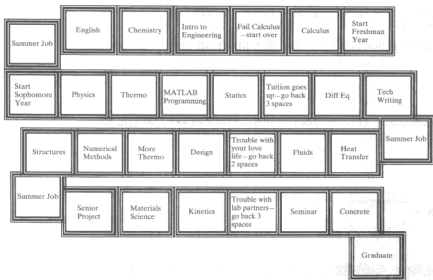 English
Chemistry
Intro to
Engineering
Fail Calculus
–start over
Calculus
Start
Freshman
Year
Summer Job
Start
Sophomore
Year
Physics
Thermo
MATLAB
Programming
Statics
Tuition goes
up–go back
3 spaces
Diff Eq
Tech
Writing
Summer Job
Structures
Numerical
Methods
More
Thermo
Design
Trouble with
your love
life–go back
2 spaces
Fluids
Heat
Transfer
Summer Job
Senior
Project
Materials
Science
Kinetics
Trouble with
lab partners–
go back 3
spaces
Seminar
Concrete
Graduate